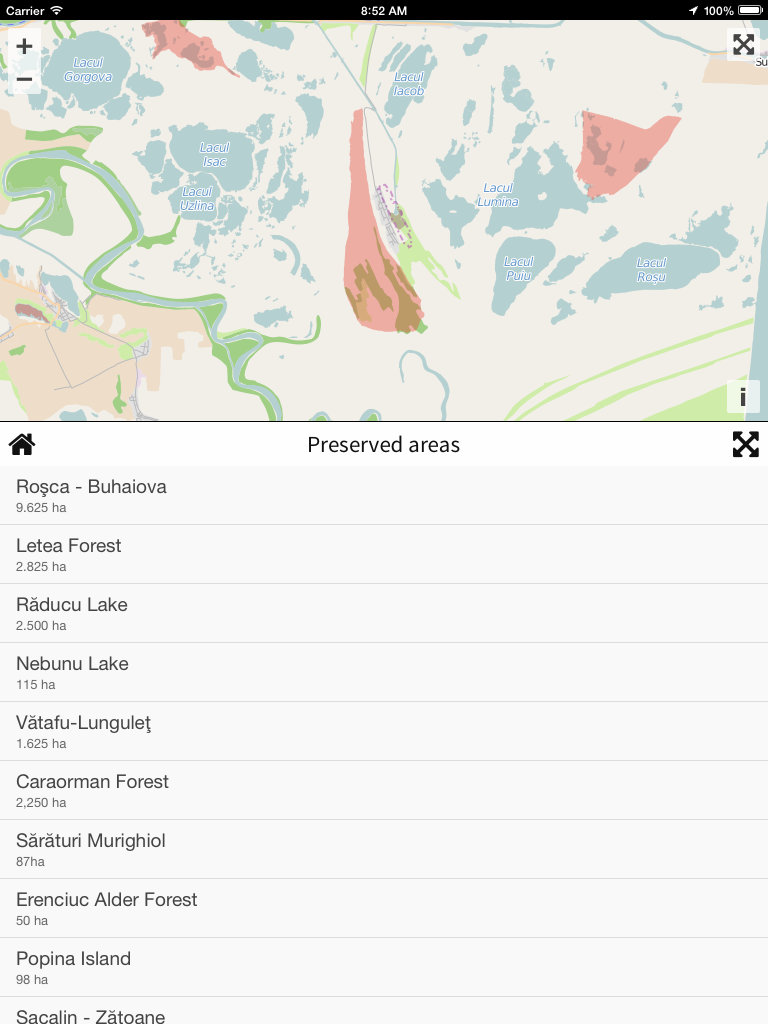 Carrier 8:52 AM 100%
+
Lacul
Gorgova
−
Lacul
Iacob
Su
Lacul
Isac
Lacul
Uzlina
Lacul
Lumina
Lacul
Puiu
Lacul
Roșu
i
Preserved areas
Roşca - Buhaiova
9.625 ha
Letea Forest
2.825 ha
Răducu Lake
2.500 ha
Nebunu Lake
115 ha
Vătafu-Lunguleţ
1.625 ha
Caraorman Forest
2,250 ha
Sărături Murighiol
87ha
Erenciuc Alder Forest
50 ha
Popina Island
98 ha
Sacalin - Zătoane